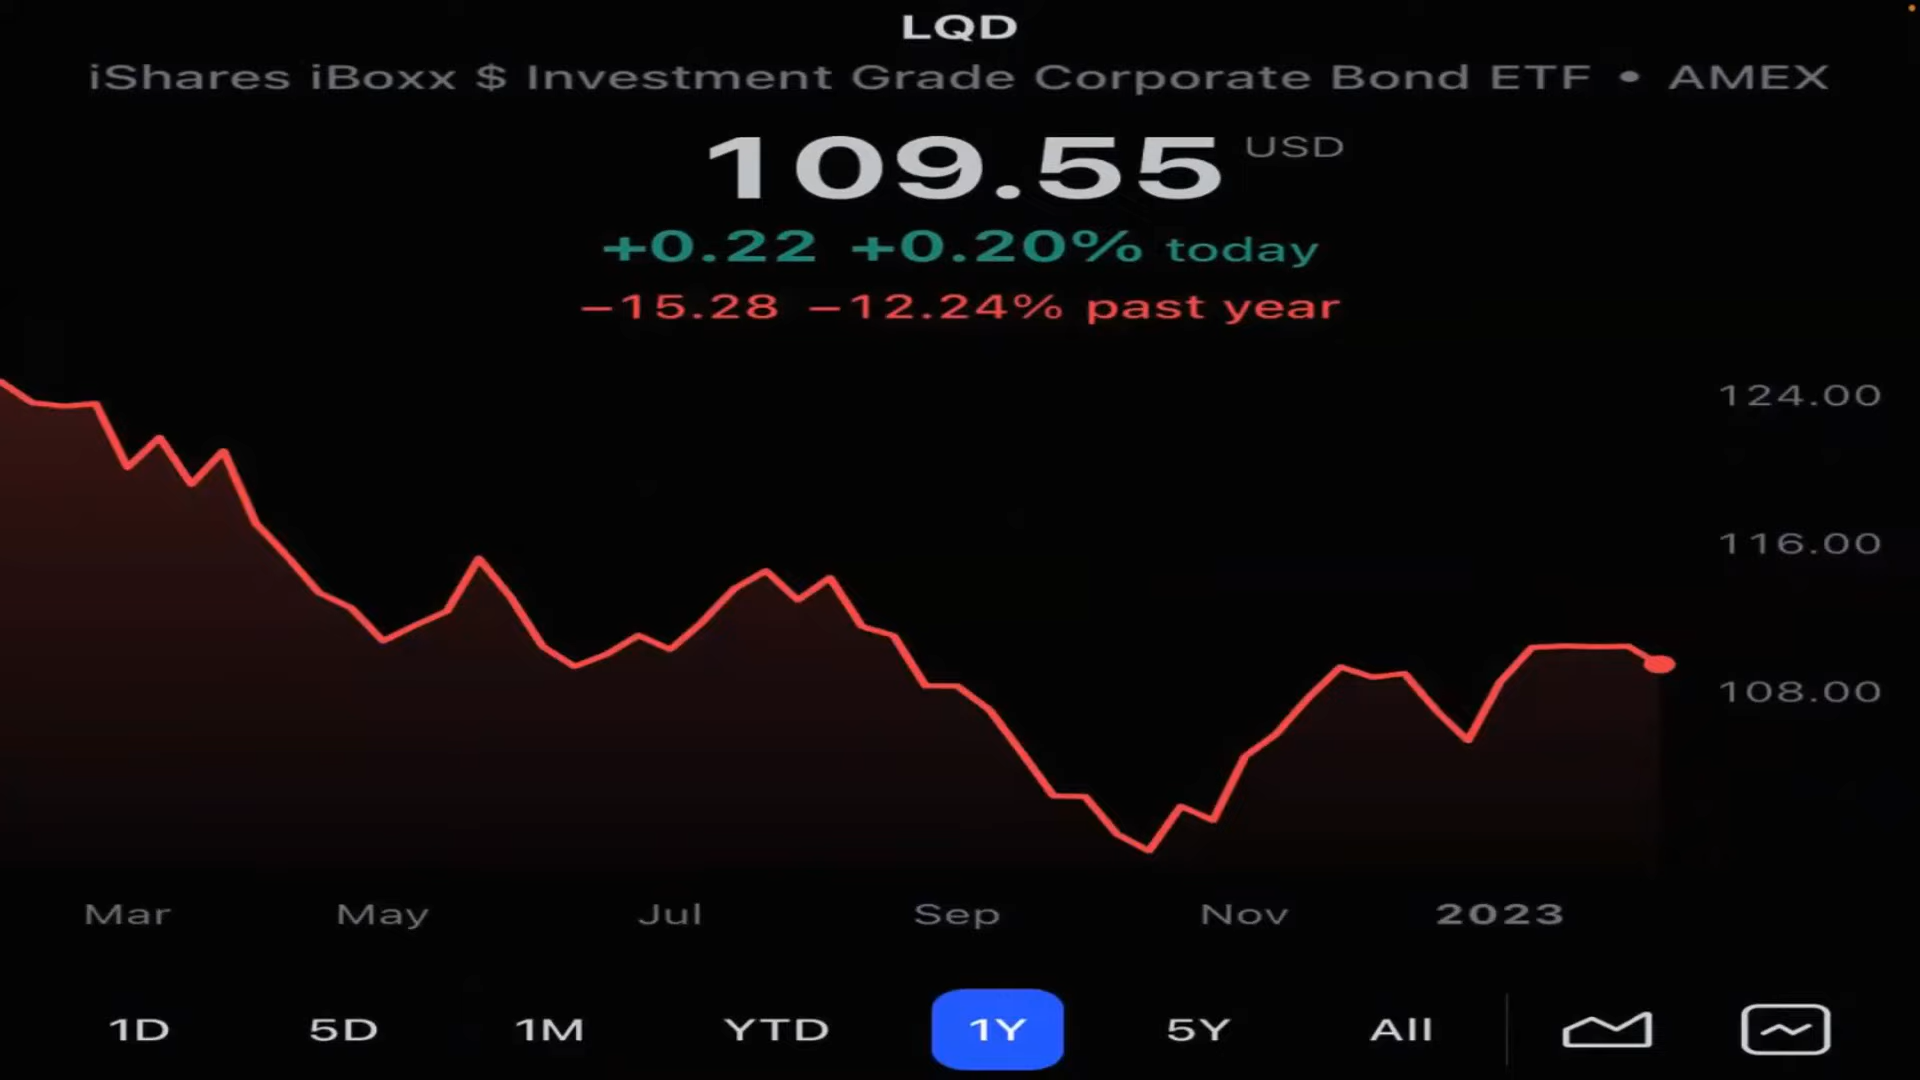 LQD
iShares iBoxx $ Investment Grade Corporate Bond ETF • AMEX
109.55 USD
+0.22 +0.20% today
−15.28 −12.24% past year
124.00
116.00
108.00
Mar May Jul Sep Nov 2023
1D 5D 1M YTD 1Y 5Y All